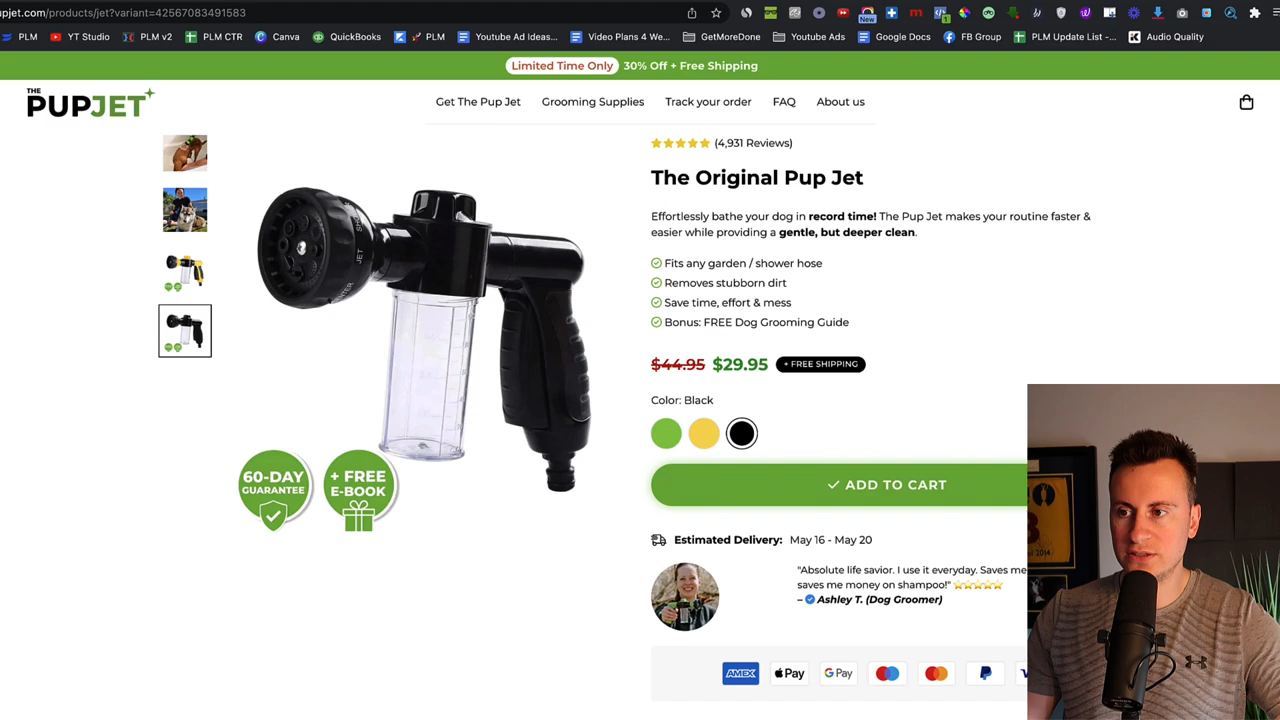 upjet.com/products/jet?variant=42567083491583
New
1
PLM
YT Studio
PLM v2
PLM CTR
Canva
QuickBooks
PLM
Youtube Ad Ideas...
Video Plans 4 We...
GetMoreDone
Youtube Ads
Google Docs
FB Group
PLM Update List -...
Audio Quality
Limited Time Only 30% Off + Free Shipping
THE
PUPJET
Get The Pup Jet
Grooming Supplies
Track your order
FAQ
About us
(4,931 Reviews)
The Original Pup Jet
Effortlessly bathe your dog in record time! The Pup Jet makes your routine faster &
easier while providing a gentle, but deeper clean.
Fits any garden / shower hose
Removes stubborn dirt
Save time, effort & mess
Bonus: FREE Dog Grooming Guide
$44.95 $29.95 + FREE SHIPPING
Color: Black
JET
60-DAY
GUARANTEE
+ FREE
E-BOOK
ADD TO CART
Estimated Delivery: May 16 - May 20
"Absolute life savior. I use it everyday. Saves me
saves me money on shampoo!"
– Ashley T. (Dog Groomer)
AMEX
Pay
G Pay
2014